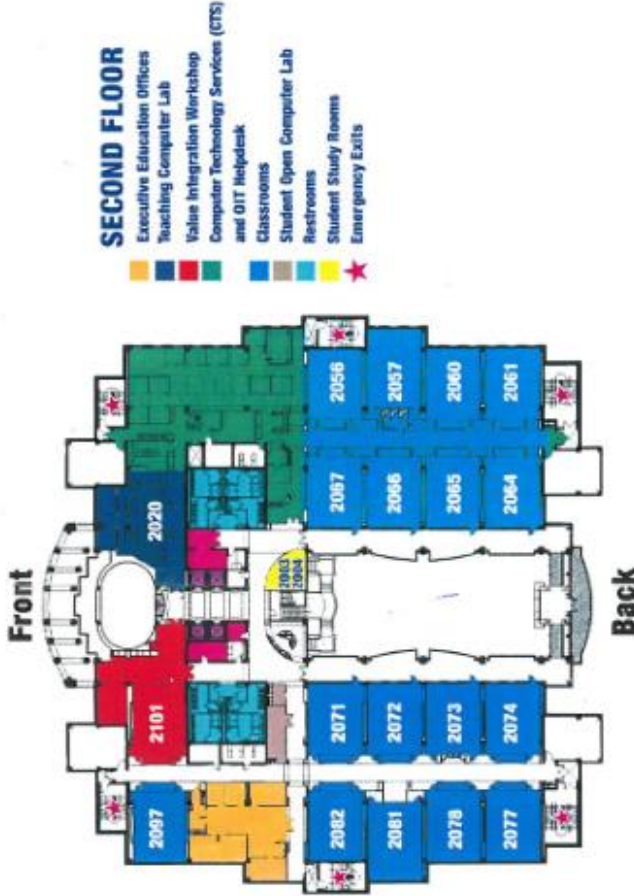 SECOND FLOOR
Executive Education Offices
Teaching Computer Lab
Value Integration Workshop
Computer Technology Services (CTS)
and OIT Helpdesk
Classrooms
Student Open Computer Lab
Restrooms
Student Study Rooms
Emergency Exits
Front
2020
2101
2097
2003
2004
2056
2057
2060
2061
2067
2066
2065
2064
2071
2072
2073
2074
2082
2081
2078
2077
Back